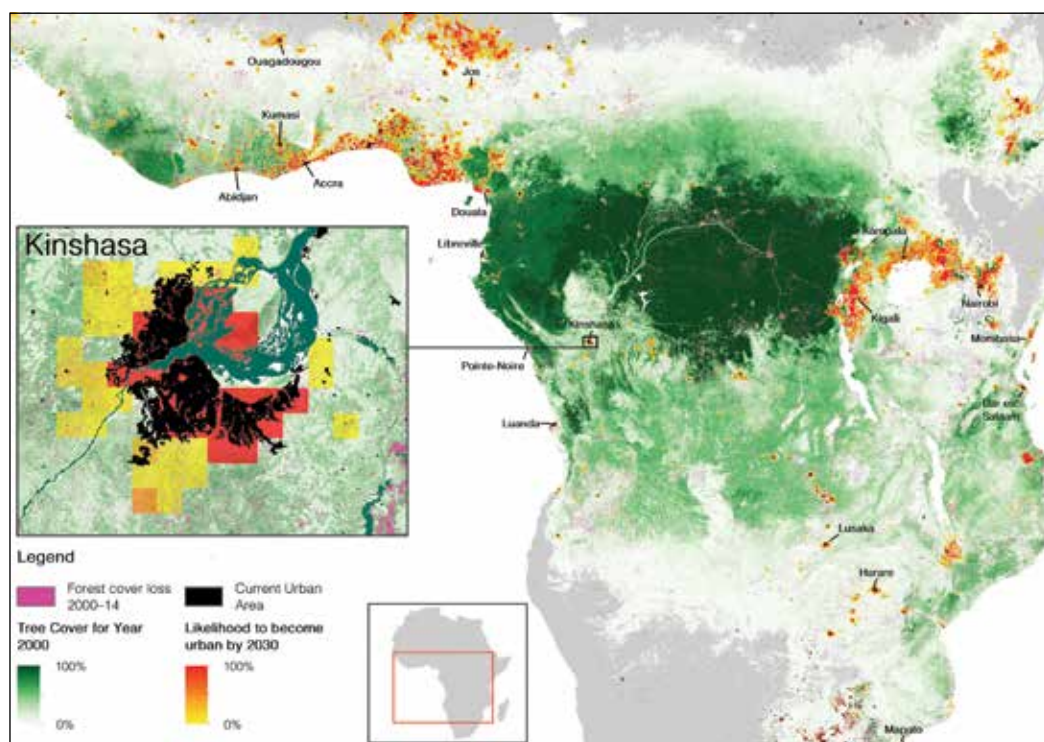 Ouagadougou
Jos
Kumasi
Accra
Abidjan
Douala
Kinshasa
Libreville
Kampala
Nairobi
Kigali
Mombasa
Kinshasa
Pointe-Noire
Dar es
Salaam
Luanda
Lusaka
Harare
Maputo
Legend
Forest cover loss
2000–14
Current Urban
Area
Tree Cover for Year
2000
100%
0%
Likelihood to become
urban by 2030
100%
0%